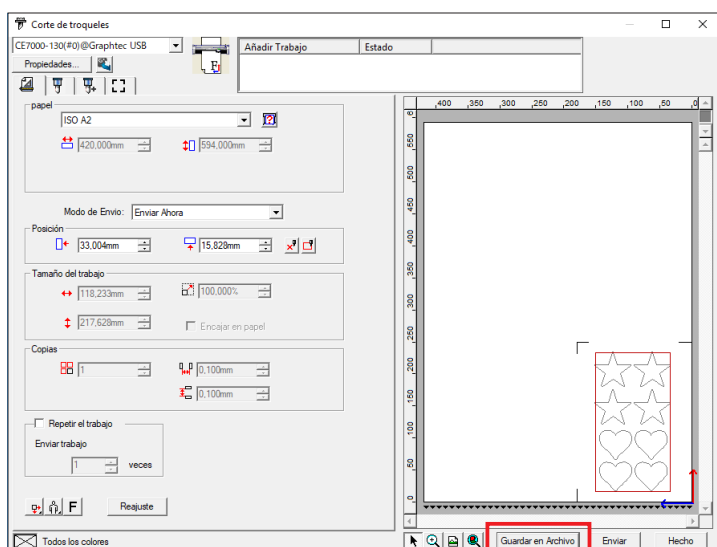 Corte de troqueles
CE7000-130(#0)@Graphtec USB
Añadir Trabajo Estado
Propiedades...
F
papel
ISO A2
420,000mm 594,000mm
Modo de Envio: Enviar Ahora
Posición
33,004mm 15,828mm
Tamaño del trabajo
118,233mm 100,000%
217,628mm Encajar en papel
Copias
1 0,100mm
0,100mm
Repetir el trabajo
Enviar trabajo
1 veces
F Reajuste
Todos los colores
400 350 300 250 200 150 100 50 0
550
500
450
400
350
300
250
200
150
100
50
0
Guardar en Archivo Enviar Hecho